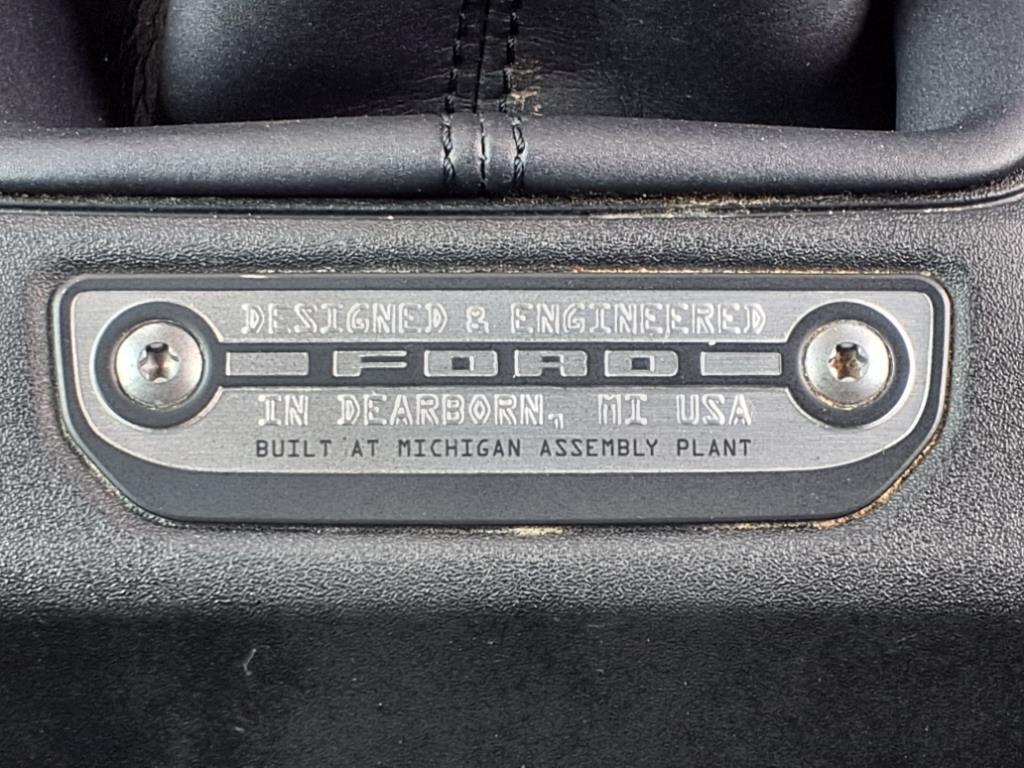 DESIGNED & ENGINEERED
FORD
IN DEARBORN, MI USA
BUILT AT MICHIGAN ASSEMBLY PLANT